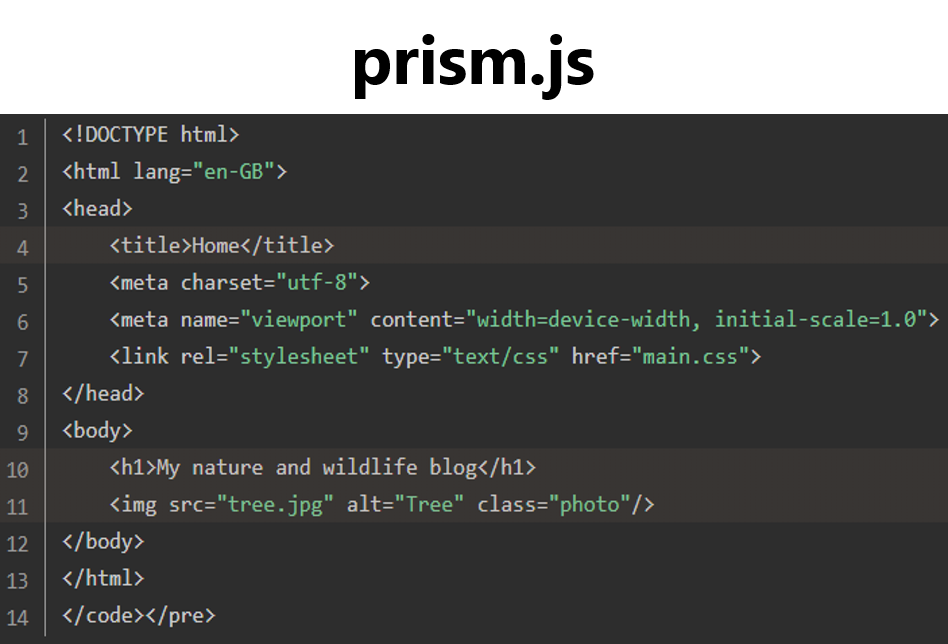 prism.js
1 <!DOCTYPE html>
2 <html lang="en-GB">
3 <head>
4     <title>Home</title>
5     <meta charset="utf-8">
6     <meta name="viewport" content="width=device-width, initial-scale=1.0">
7     <link rel="stylesheet" type="text/css" href="main.css">
8 </head>
9 <body>
10     <h1>My nature and wildlife blog</h1>
11     <img src="tree.jpg" alt="Tree" class="photo"/>
12 </body>
13 </html>
14 </code></pre>